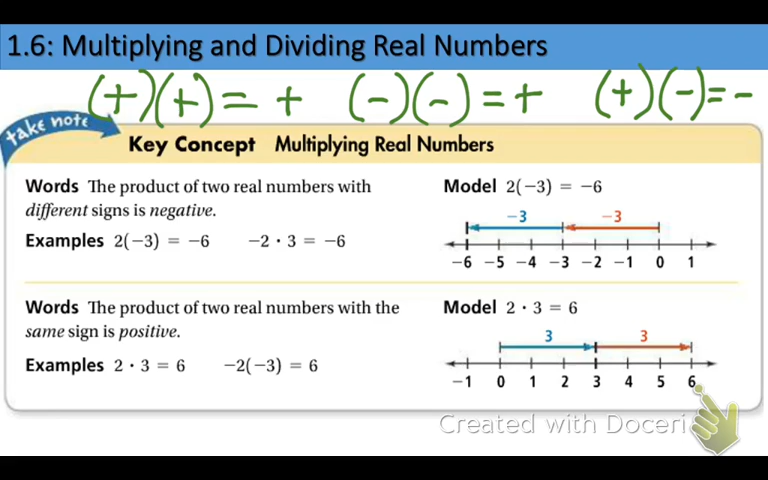 1.6: Multiplying and Dividing Real Numbers
(+)(+) = + (-)(-) = + (+)(-) = -
take note
Key Concept Multiplying Real Numbers
Words The product of two real numbers with
different signs is negative.
Examples 2(−3) = −6 −2 · 3 = −6
Model 2(−3) = −6
−3 −3
−6 −5 −4 −3 −2 −1 0 1
Words The product of two real numbers with the
same sign is positive.
Examples 2 · 3 = 6 −2(−3) = 6
Model 2 · 3 = 6
3 3
−1 0 1 2 3 4 5 6
Created with Doceri